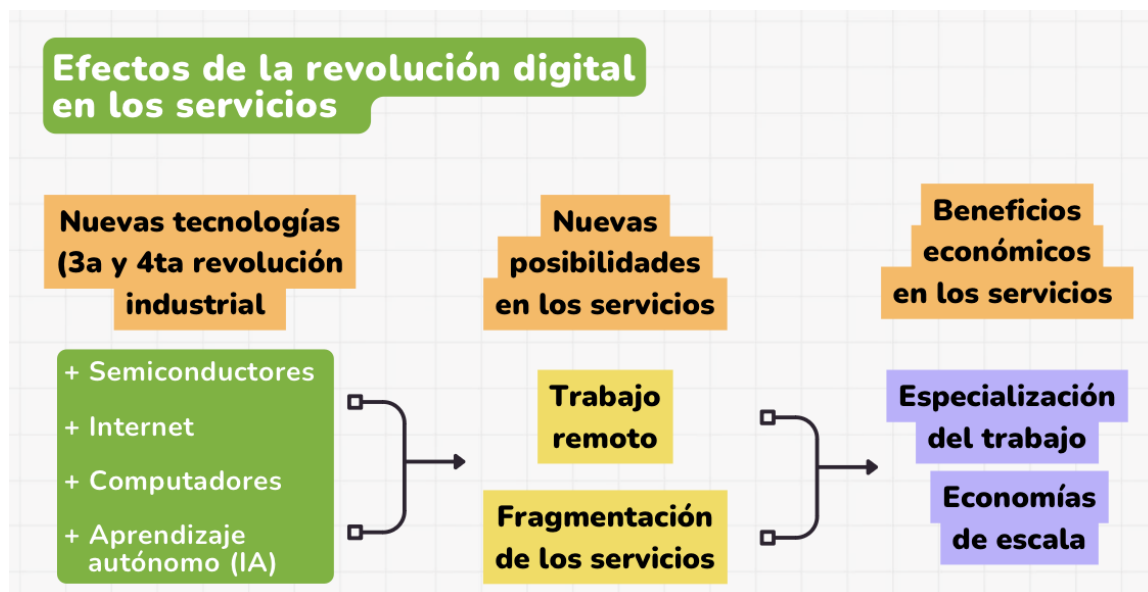 Efectos de la revolución digital
en los servicios
Nuevas tecnologías
(3a y 4ta revolución
industrial
+ Semiconductores
+ Internet
+ Computadores
+ Aprendizaje
autónomo (IA)
Nuevas
posibilidades
en los servicios
Trabajo
remoto
Fragmentación
de los servicios
Beneficios
económicos
en los servicios
Especialización
del trabajo
Economías
de escala